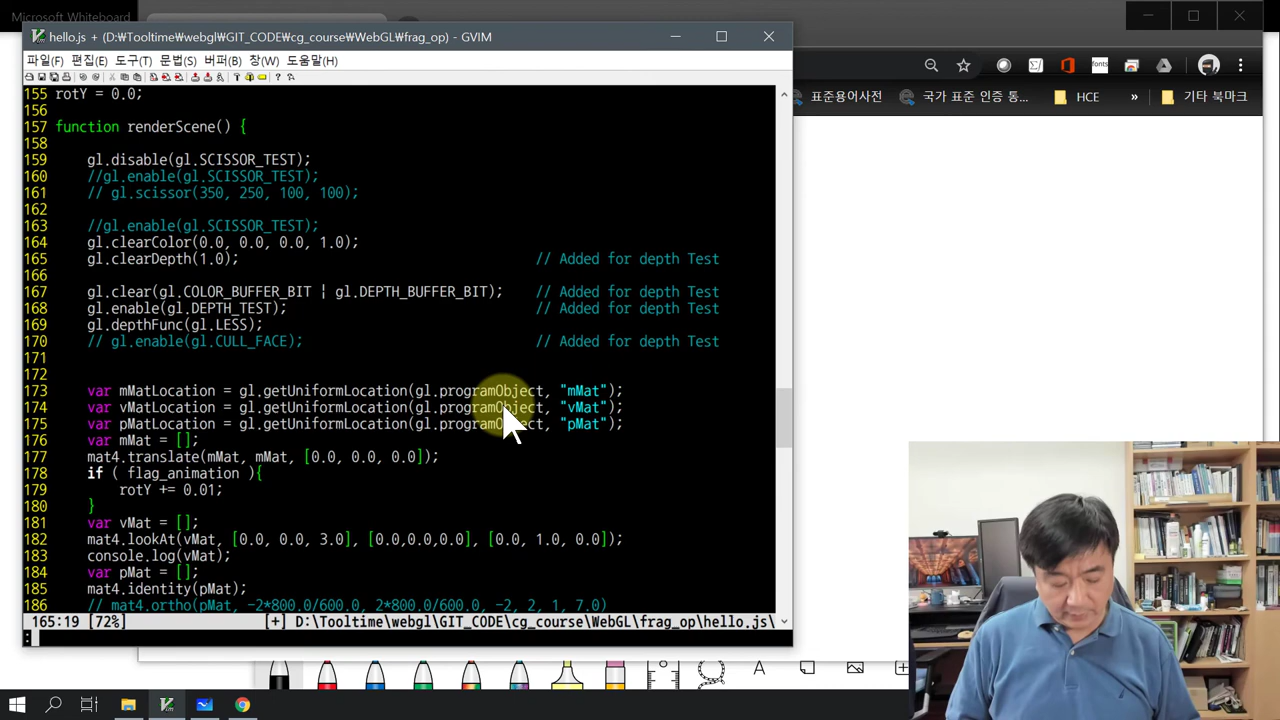 Microsoft Whiteboard
hello.js + (D:₩Tooltime₩webgl₩GIT_CODE₩cg_course₩WebGL₩frag_op) - GVIM
파일(F) 편집(E) 도구(T) 문법(S) 버퍼(B) 창(W) 도움말(H)
fonts
표준용어사전 국가 표준 인증 통... HCE » 기타 북마크
155 rotY = 0.0;
156
157 function renderScene() {
158
159 gl.disable(gl.SCISSOR_TEST);
160 //gl.enable(gl.SCISSOR_TEST);
161 // gl.scissor(350, 250, 100, 100);
162
163 //gl.enable(gl.SCISSOR_TEST);
164 gl.clearColor(0.0, 0.0, 0.0, 1.0);
165 gl.clearDepth(1.0); // Added for depth Test
166
167 gl.clear(gl.COLOR_BUFFER_BIT | gl.DEPTH_BUFFER_BIT); // Added for depth Test
168 gl.enable(gl.DEPTH_TEST); // Added for depth Test
169 gl.depthFunc(gl.LESS);
170 // gl.enable(gl.CULL_FACE); // Added for depth Test
171
172
173 var mMatLocation = gl.getUniformLocation(gl.programObject, "mMat");
174 var vMatLocation = gl.getUniformLocation(gl.programObject, "vMat");
175 var pMatLocation = gl.getUniformLocation(gl.programObject, "pMat");
176 var mMat = [];
177 mat4.translate(mMat, mMat, [0.0, 0.0, 0.0]);
178 if ( flag_animation ){
179 rotY += 0.01;
180 }
181 var vMat = [];
182 mat4.lookAt(vMat, [0.0, 0.0, 3.0], [0.0,0.0,0.0], [0.0, 1.0, 0.0]);
183 console.log(vMat);
184 var pMat = [];
185 mat4.identity(pMat);
186 // mat4.ortho(pMat, -2*800.0/600.0, 2*800.0/600.0, -2, 2, 1, 7.0)
165:19 [72%] [+] D:\Tooltime\webgl\GIT_CODE\cg_course\WebGL\frag_op\hello.js\
: